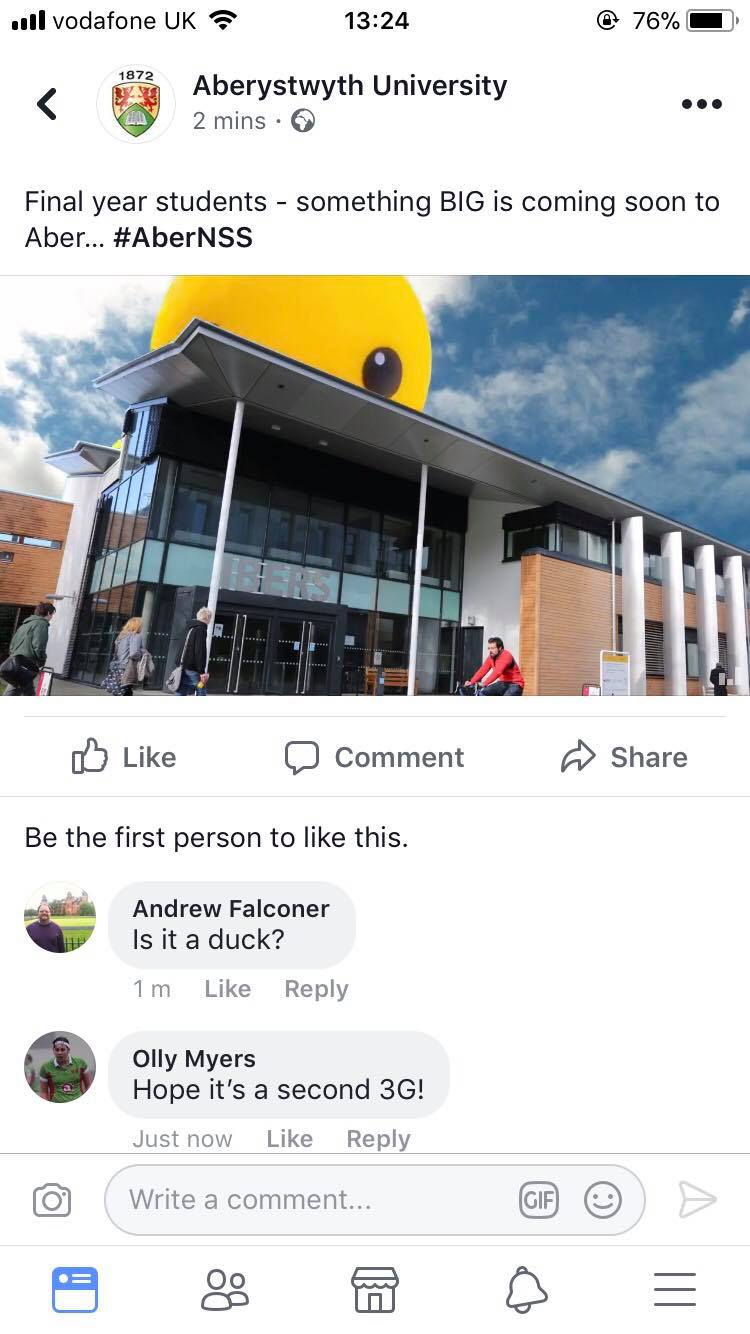 vodafone UK 13:24 76%
1872
Aberystwyth University
2 mins ·
Final year students - something BIG is coming soon to
Aber... #AberNSS
IBERS
Like Comment Share
Be the first person to like this.
Andrew Falconer
Is it a duck?
1 m Like Reply
Olly Myers
Hope it's a second 3G!
Just now Like Reply
Write a comment... GIF